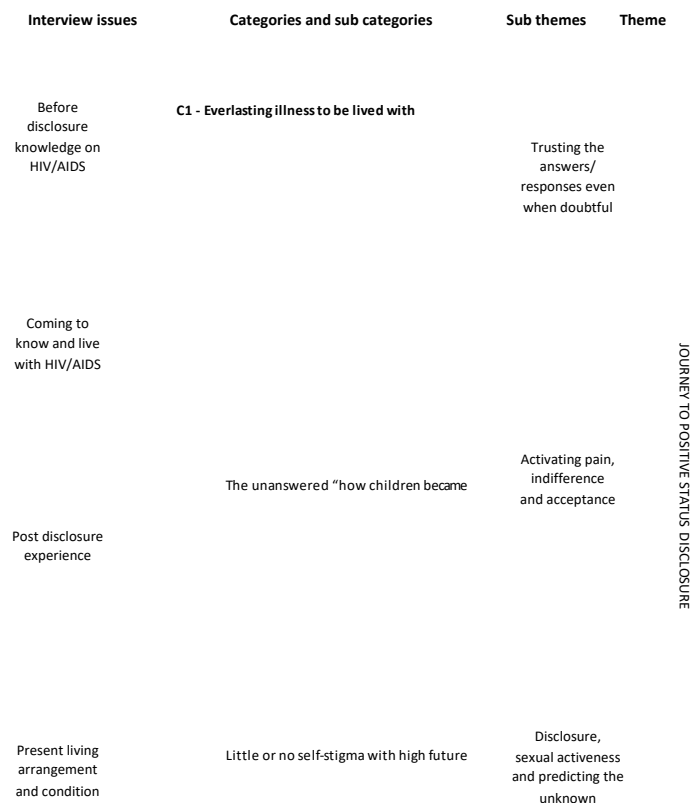 Interview issues Categories and sub categories Sub themes Theme
Before
disclosure
knowledge on
HIV/AIDS
C1 - Everlasting illness to be lived with
Trusting the
answers/
responses even
when doubtful
Coming to
know and live
with HIV/AIDS
JOURNEY TO POSITIVE STATUS DISCLOSURE
The unanswered “how children became
Activating pain,
indifference
and acceptance
Post disclosure
experience
Present living
arrangement
and condition
Little or no self-stigma with high future
Disclosure,
sexual activeness
and predicting the
unknown